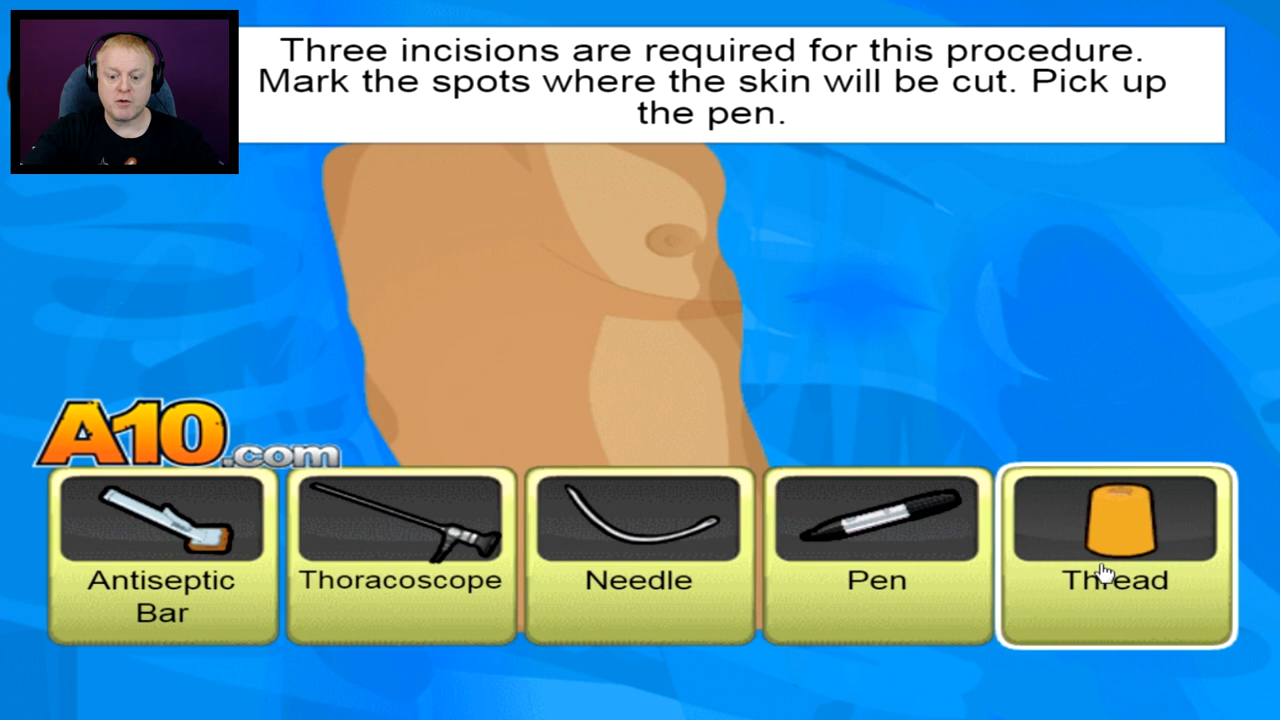 Three incisions are required for this procedure.
Mark the spots where the skin will be cut. Pick up
the pen.
A10.com
Antiseptic
Bar
Thoracoscope
Needle
Pen
Thread